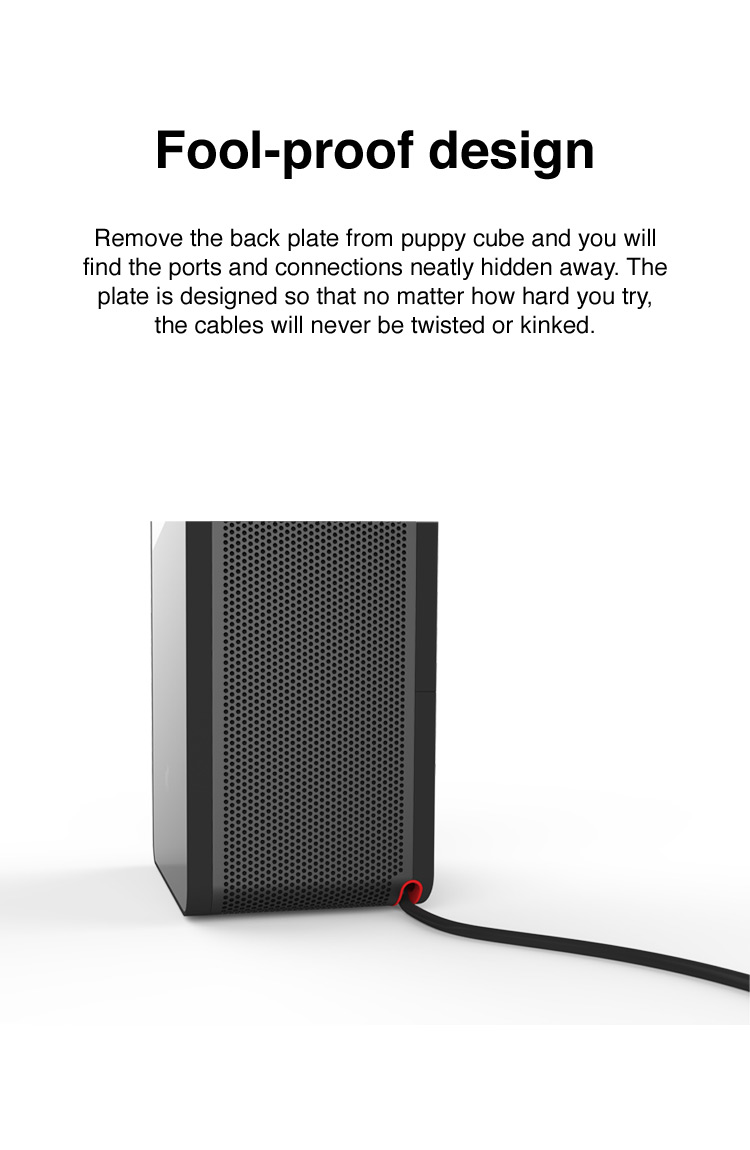 Fool-proof design
Remove the back plate from puppy cube and you will
find the ports and connections neatly hidden away. The
plate is designed so that no matter how hard you try,
the cables will never be twisted or kinked.